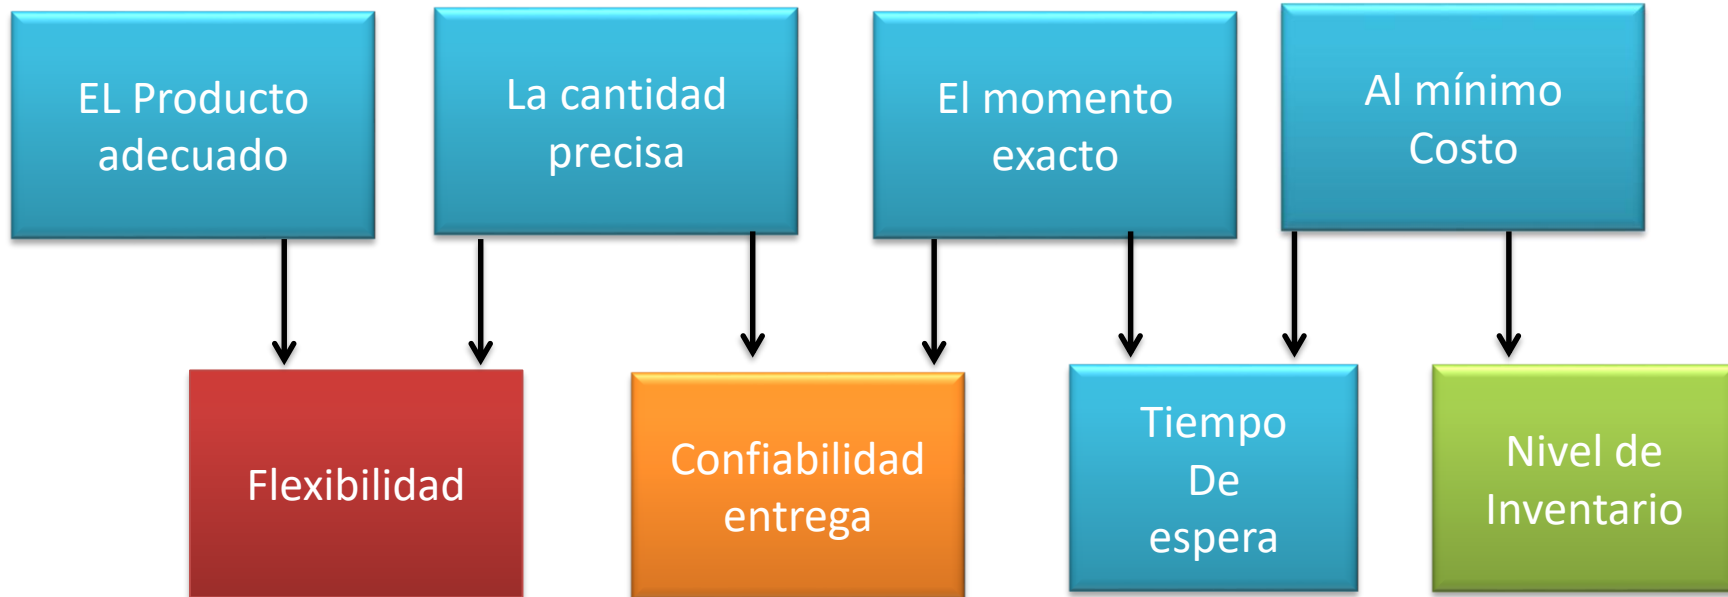 EL Producto
adecuado
La cantidad
precisa
El momento
exacto
Al mínimo
Costo
Flexibilidad
Confiabilidad
entrega
Tiempo
De
espera
Nivel de
Inventario